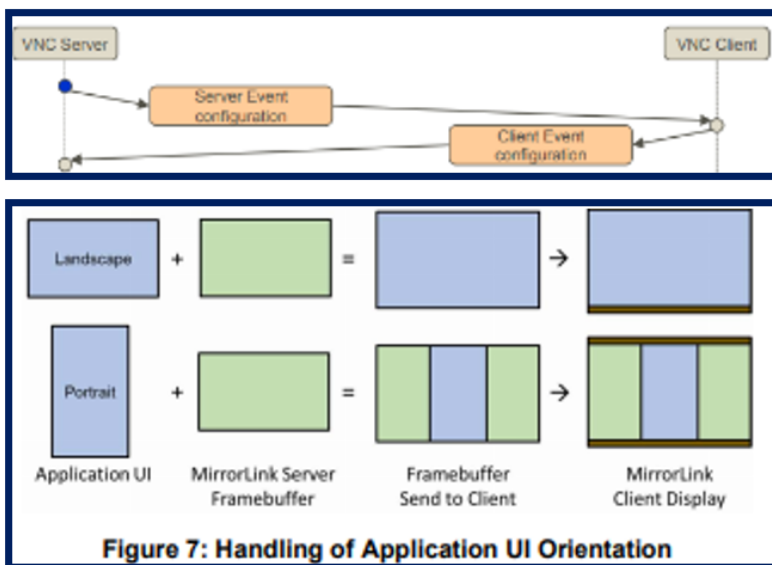 VNC Server
VNC Client
Server Event
configuration
Client Event
configuration
Landscape
+
=
→
Portrait
+
=
→
Application UI
MirrorLink Server
Framebuffer
Framebuffer
Send to Client
MirrorLink
Client Display
Figure 7: Handling of Application UI Orientation